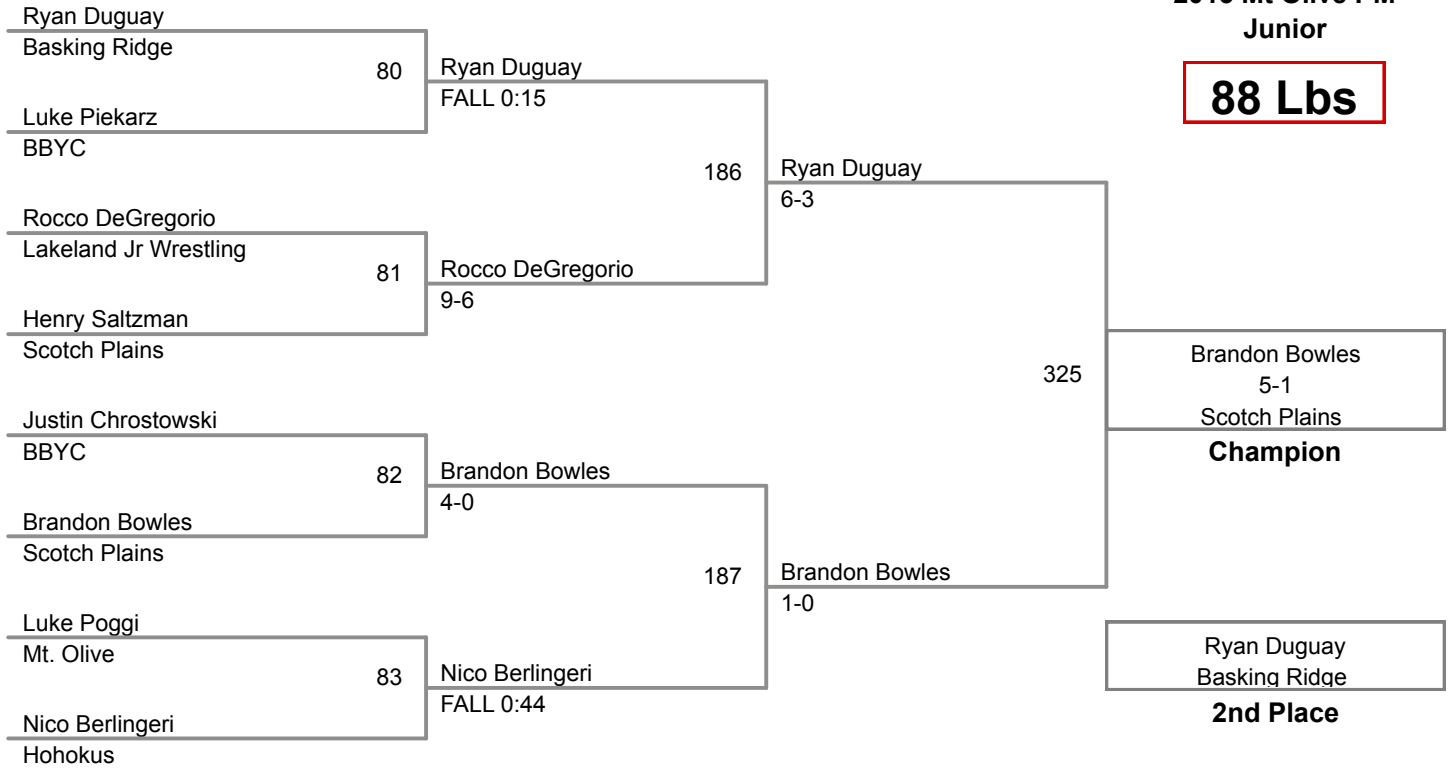 Junior
88 Lbs
Ryan Duguay
Basking Ridge
80
Luke Piekarz
BBYC
Ryan Duguay
FALL 0:15
186
Rocco DeGregorio
Lakeland Jr Wrestling
81
Henry Saltzman
Scotch Plains
Rocco DeGregorio
9-6
Ryan Duguay
6-3
325
Justin Chrostowski
BBYC
82
Brandon Bowles
Scotch Plains
Brandon Bowles
4-0
187
Luke Poggi
Mt. Olive
83
Nico Berlingeri
Hohokus
Nico Berlingeri
FALL 0:44
Brandon Bowles
1-0
Brandon Bowles
5-1
Scotch Plains
Champion
Ryan Duguay
Basking Ridge
2nd Place